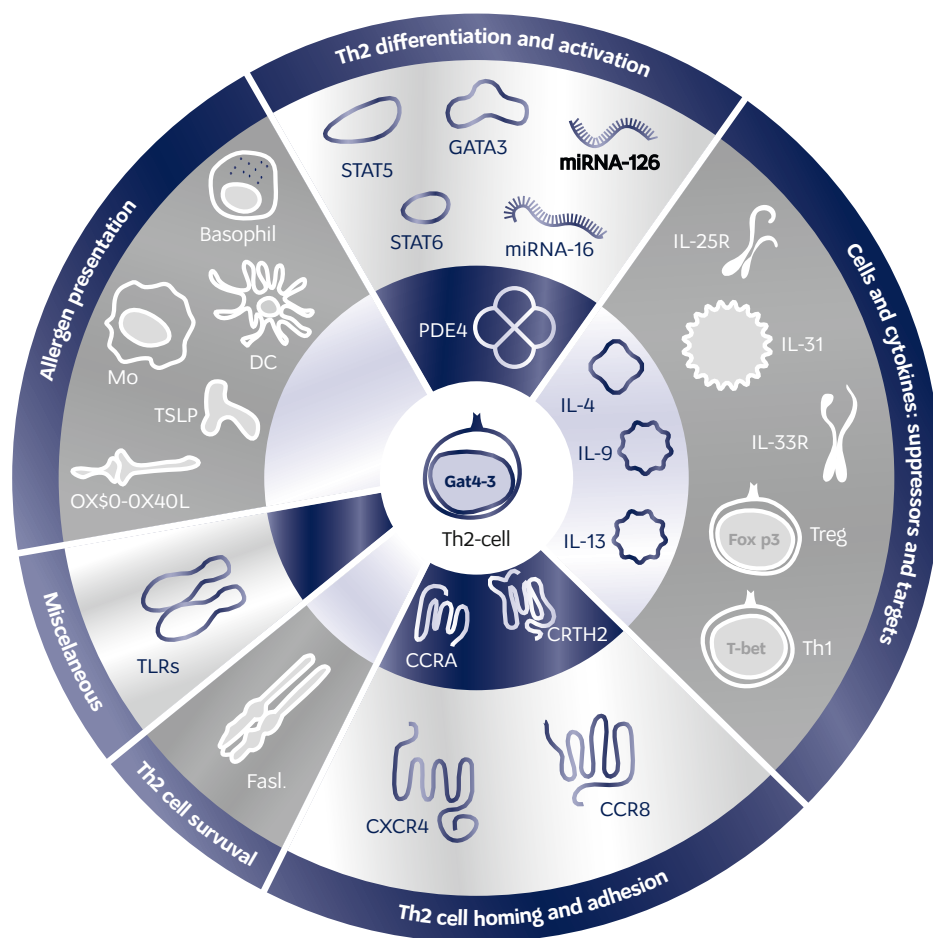 Th2 differentiation and activation
STAT5
GATA3
miRNA-126
STAT6
miRNA-16
PDE4
Cells and cytokines: suppressors and targets
IL-25R
IL-31
IL-33R
Fox p3
Treg
T-bet
Th1
IL-4
IL-9
IL-13
Th2 cell homing and adhesion
CCRA
CRTH2
CXCR4
CCR8
Th2 cell survuval
Fasl.
Miscelaneous
TLRs
Allergen presentation
Basophil
Mo
DC
TSLP
OX$0-0X40L
Gat4-3
Th2-cell